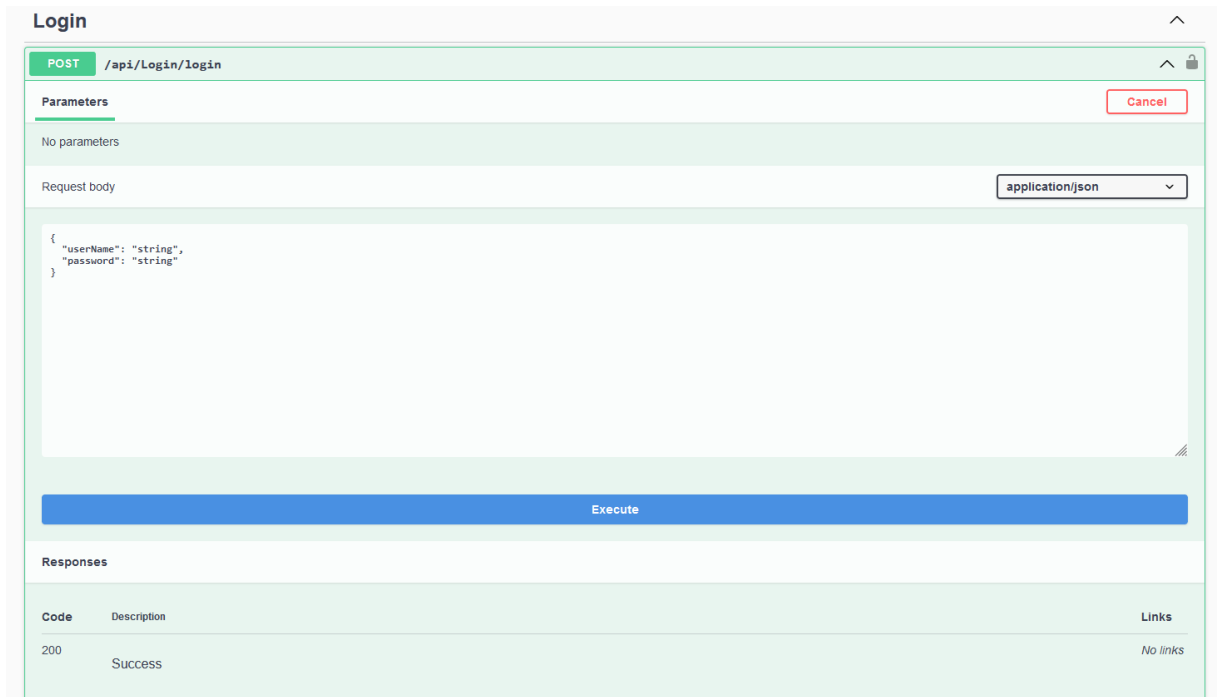 Login
POST /api/Login/login
Parameters Cancel
No parameters
Request body application/json
{
  "userName": "string",
  "password": "string"
}
Execute
Responses
Code Description Links
200 Success No links